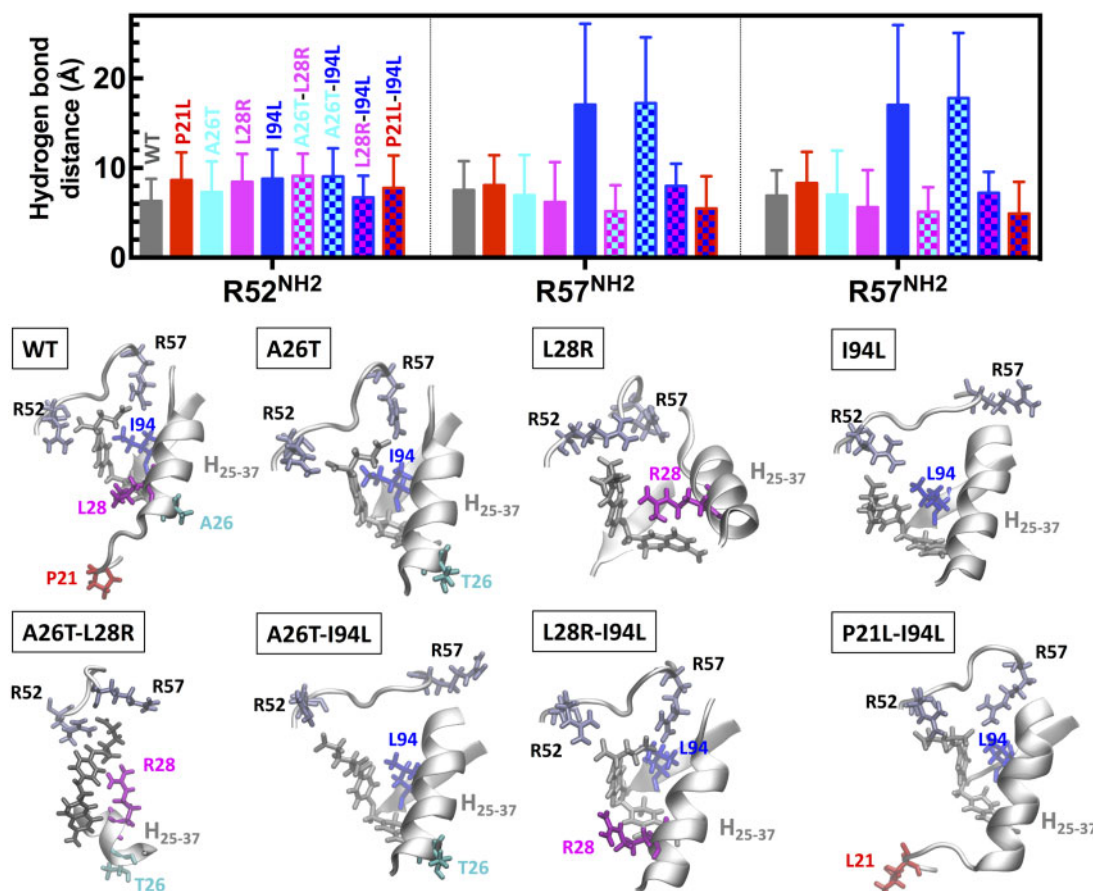 Hydrogen bond
distance (Å)
20
10
0
WT
P21L
A26T
L28R
I94L
A26T-L28R
A26T-I94L
L28R-I94L
P21L-I94L
R52NH2
R57NH2
R57NH2
WT
R57
R52
I94
H25-37
L28
A26
P21
A26T
R57
R52
I94
H25-37
T26
L28R
R52
R57
R28
H25-37
I94L
R57
R52
L94
H25-37
A26T-L28R
R52
R57
R28
H25-37
T26
A26T-I94L
R57
R52
L94
H25-37
T26
L28R-I94L
R57
R52
L94
H25-37
R28
P21L-I94L
R57
R52
L94
H25-37
L21